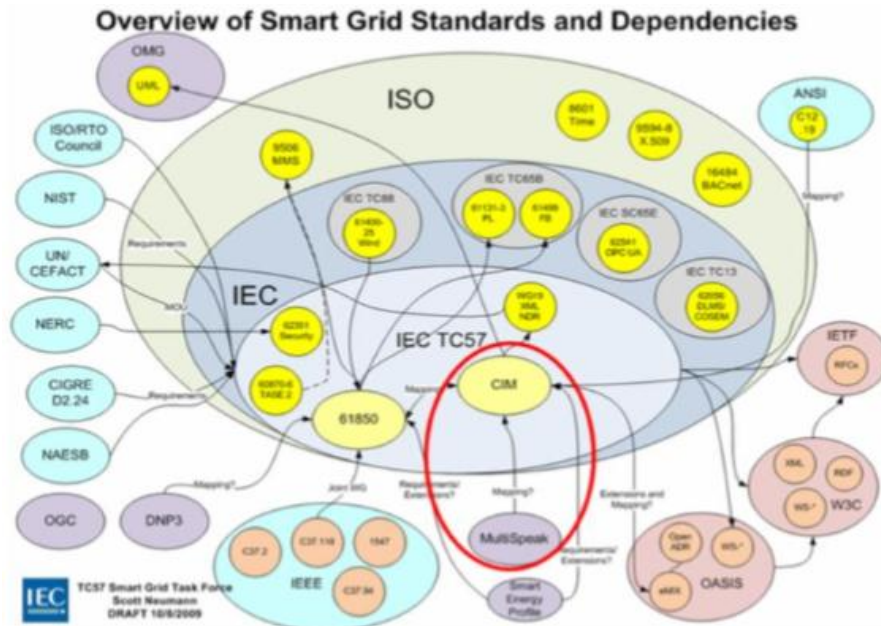 Overview of Smart Grid Standards and Dependencies
OMG
UML
ISO
8601
Time
9594-8
X.509
ANSI
C12
.19
ISO/RTO
Council
9506
MMS
16484
BACnet
Mapping?
NIST
IEC TC88
61400-
25
Wind
IEC TC65B
61131-3
PL
61499
FB
IEC SC65E
62541
OPC UA
Requirements
UN/
CEFACT
IEC TC13
62056
DLMS/
COSEM
MOU
IEC
WG19
XML
NDR
NERC
62351
Security
IEC TC57
IETF
RFCs
CIGRE
D2.24
Requirements
60870-6
TASE.2
Mapping
CIM
61850
NAESB
XML
RDF
WS-*
W3C
Mapping?
Joint WG
Requirements/
Extensions?
Mapping?
Extensions and
Mapping?
OGC
DNP3
MultiSpeak
C37.2
C37.118
1547
C37.94
IEEE
Requirements/
Extensions?
Open
ADR
WS-*
eMIX
OASIS
Smart
Energy
Profile
IEC
TC57 Smart Grid Task Force
Scott Neumann
DRAFT 10/8/2009